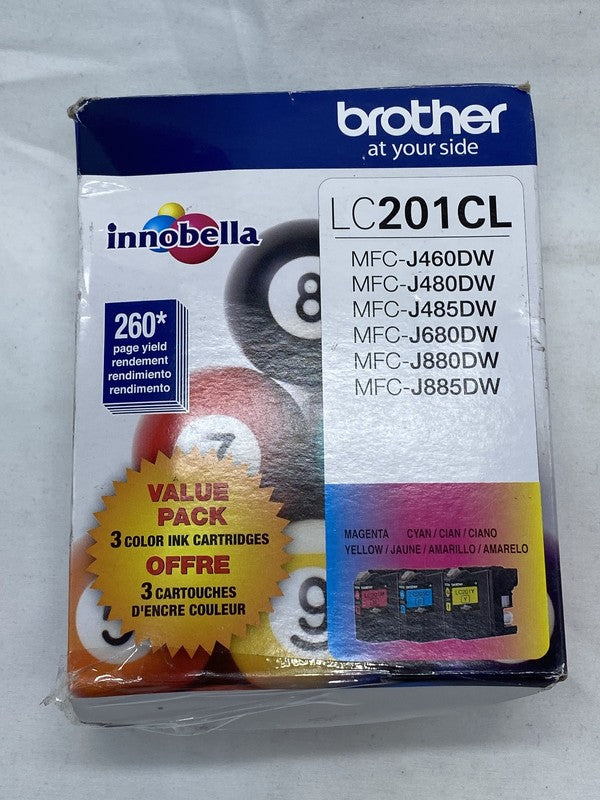 brother
at your side
innobella
LC201CL
MFC-J460DW
MFC-J480DW
MFC-J485DW
MFC-J680DW
MFC-J880DW
MFC-J885DW
8
260*
page yield
rendement
rendimiento
rendimento
7
VALUE
PACK
3 COLOR INK CARTRIDGES
OFFRE
3 CARTOUCHES
D'ENCRE COULEUR
9
MAGENTA CYAN / CIAN / CIANO
YELLOW / JAUNE / AMARILLO / AMARELO
LC201Y
Y